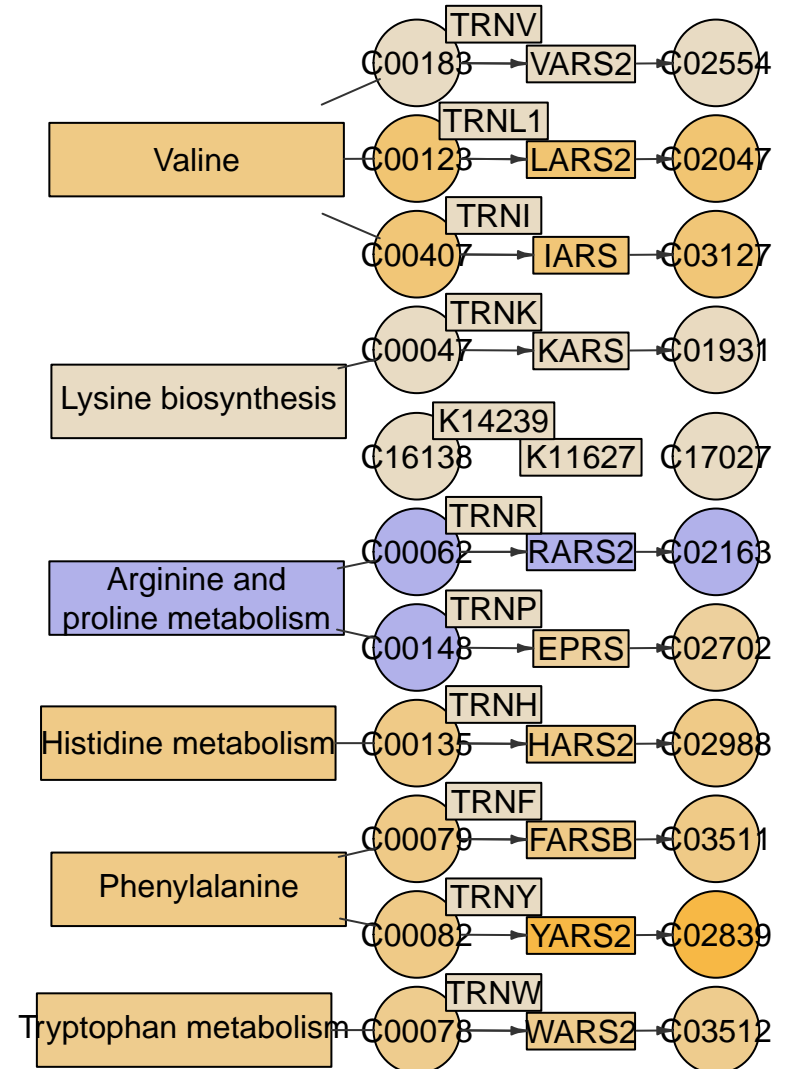 TRNV
C00183 VARS2 C02554
TRNL1
Valine C00123 LARS2 C02047
TRNI
C00407 IARS C03127
TRNK
C00047 KARS C01931
Lysine biosynthesis
K14239
C16138 K11627 C17027
TRNR
C00062 RARS2 C02163
Arginine and
proline metabolism
TRNP
C00148 EPRS C02702
TRNH
Histidine metabolism C00135 HARS2 C02988
TRNF
C00079 FARSB C03511
Phenylalanine
TRNY
C00082 YARS2 C02839
TRNW
Tryptophan metabolism C00078 WARS2 C03512